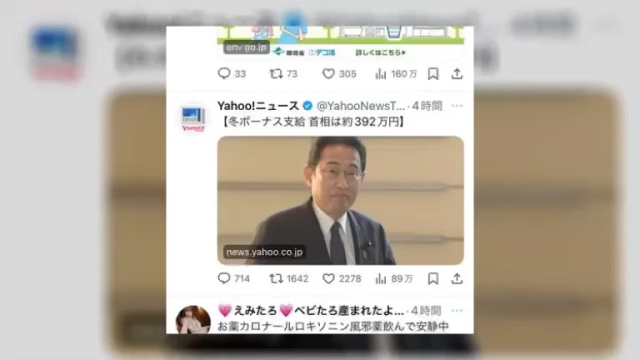 env.go.jp
環境省
デコ活
詳しくはこちら
33 73 305 160万
Yahoo!ニュース @YahooNewsT... · 4時間 …
【冬ボーナス支給 首相は約392万円】
news.yahoo.co.jp
714 1642 2278 89万
えみたろ ベビたろ産まれたよ... · 4時間 …
お薬カロナールロキソニン風邪薬飲んで安静中